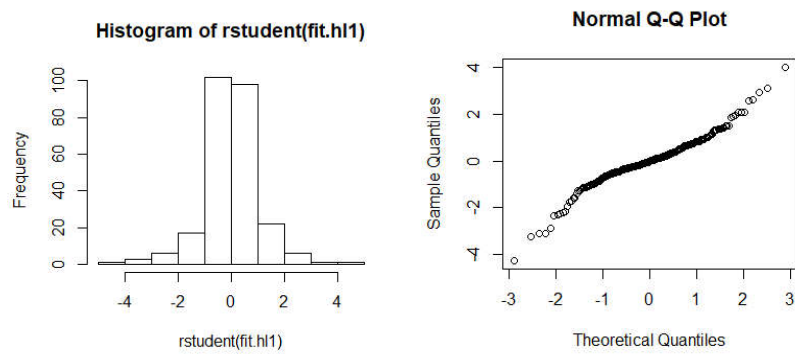 Histogram of rstudent(fit.hl1)
Frequency
0 20 40 60 80 100
-4 -2 0 2 4
rstudent(fit.hl1)
Normal Q-Q Plot
Sample Quantiles
-4 -2 0 2 4
-3 -2 -1 0 1 2 3
Theoretical Quantiles